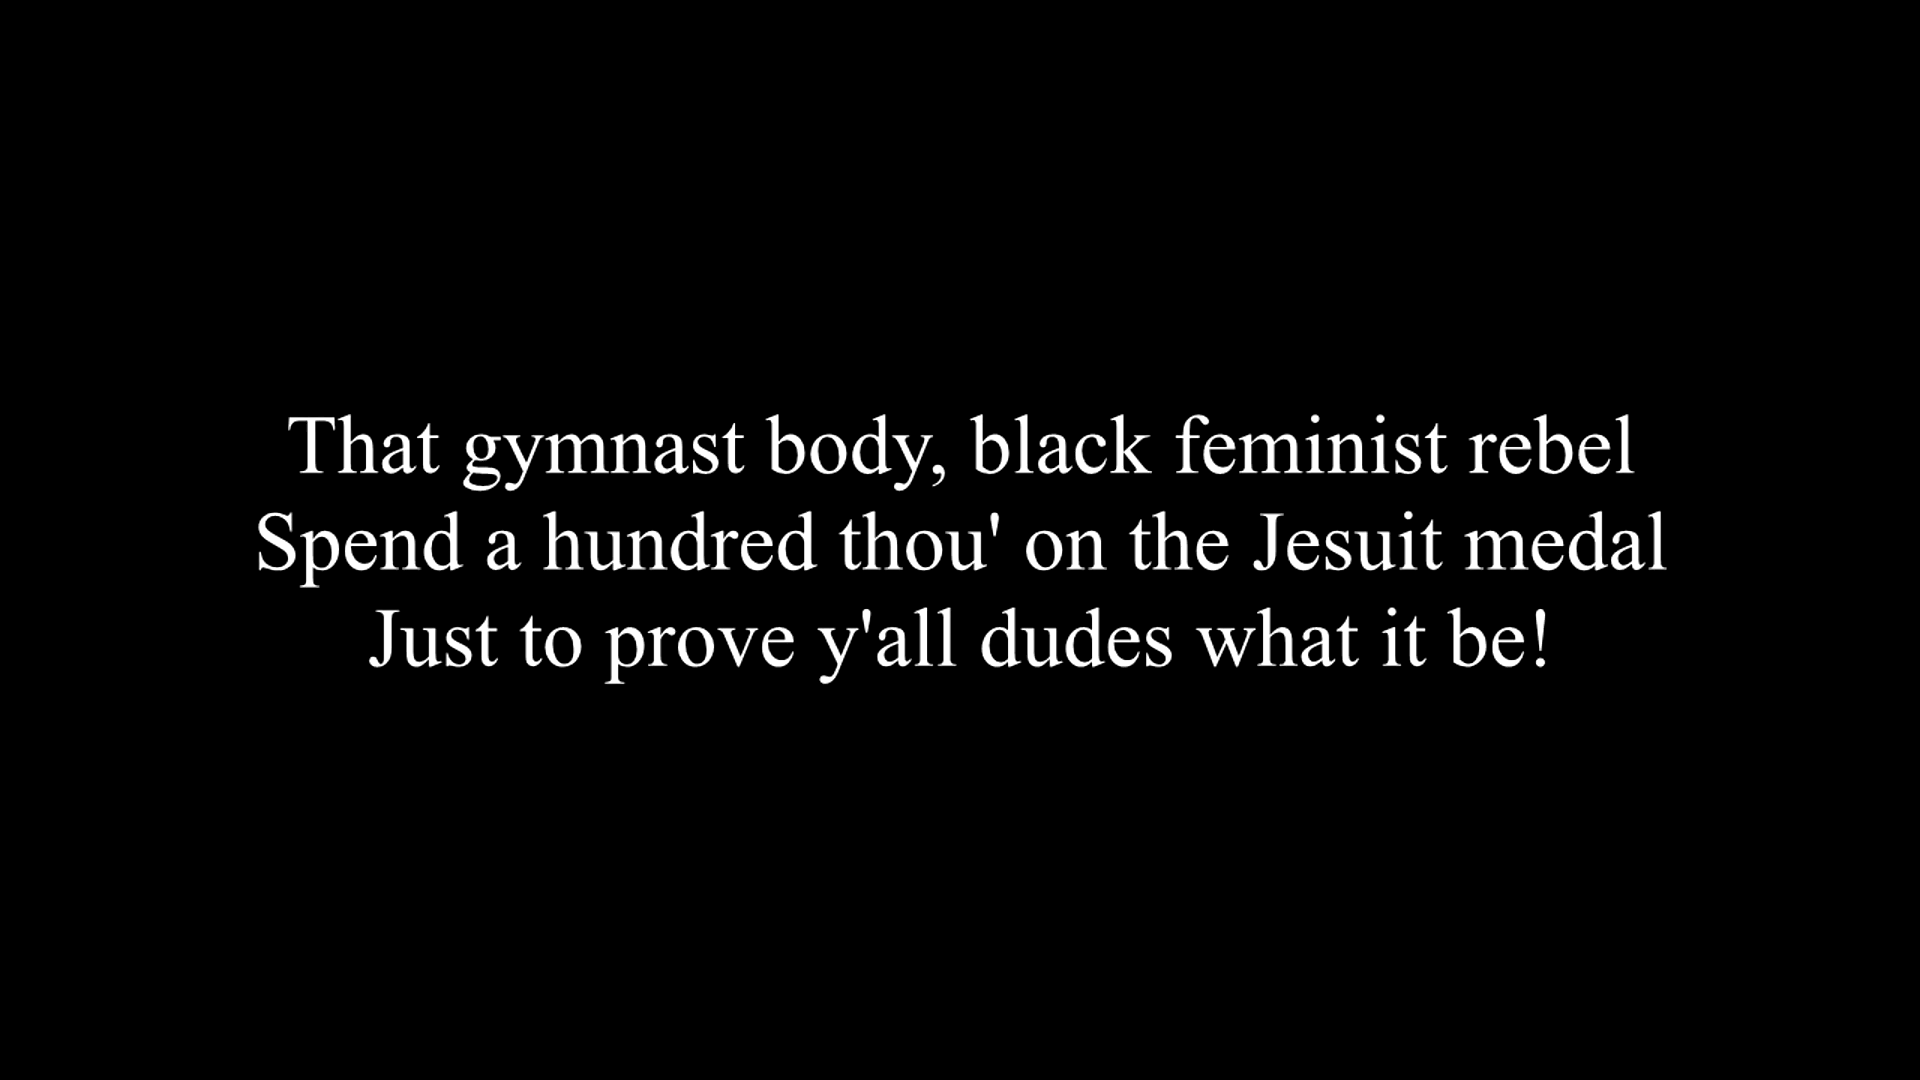 That gymnast body, black feminist rebel
Spend a hundred thou' on the Jesuit medal
Just to prove y'all dudes what it be!